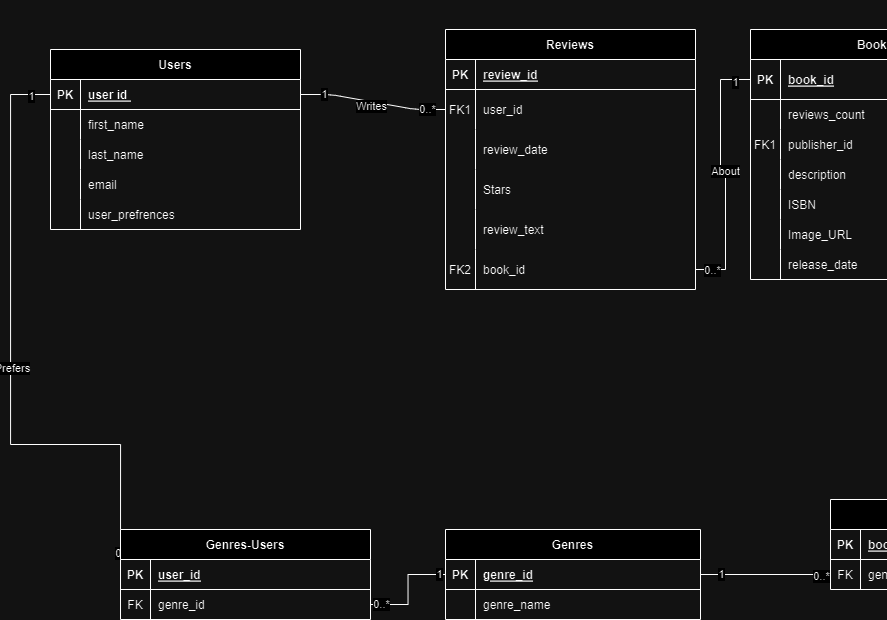 Users
PK user id
first_name
last_name
email
user_prefrences
1
1
Writes
0..*
Reviews
PK review_id
FK1 user_id
review_date
Stars
review_text
FK2 book_id
1
About
0..*
Book
PK book_id
reviews_count
FK1 publisher_id
description
ISBN
Image_URL
release_date
Prefers
0
Genres-Users
PK user_id
FK genre_id
0..*
1
Genres
PK genre_id
genre_name
1
0..*
PK boo
FK gen